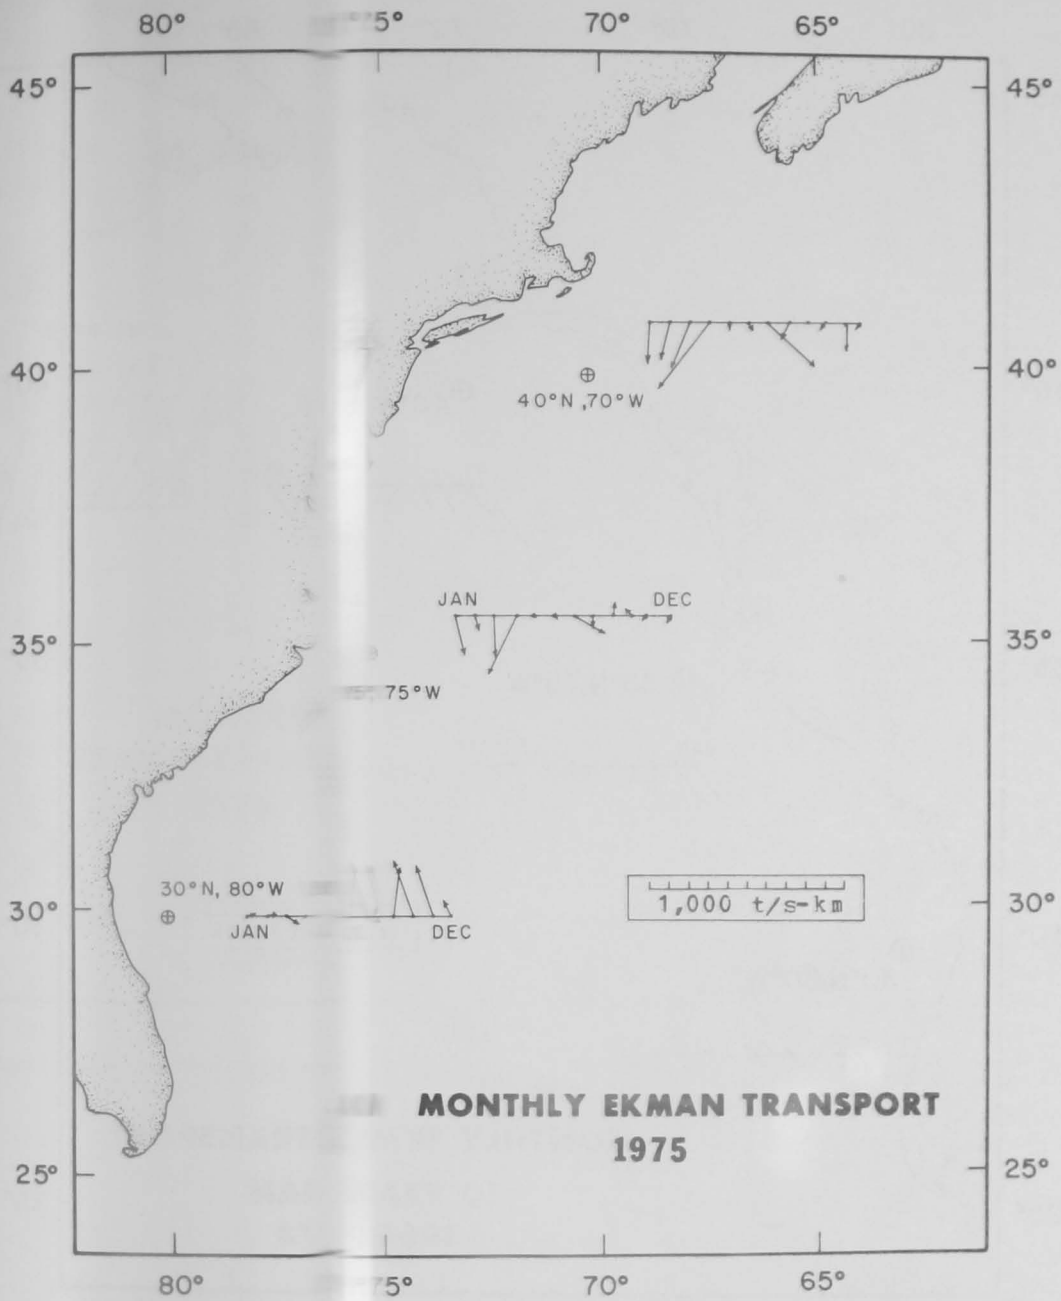 80° 5° 70° 65°
45° 45°
40° 40°
40°N,70°W
JAN DEC
35° 35°
75°W
30°N, 80°W
30° 30°
1,000 t/s-km
JAN DEC
MONTHLY EKMAN TRANSPORT
1975
25° 25°
80° 75° 70° 65°